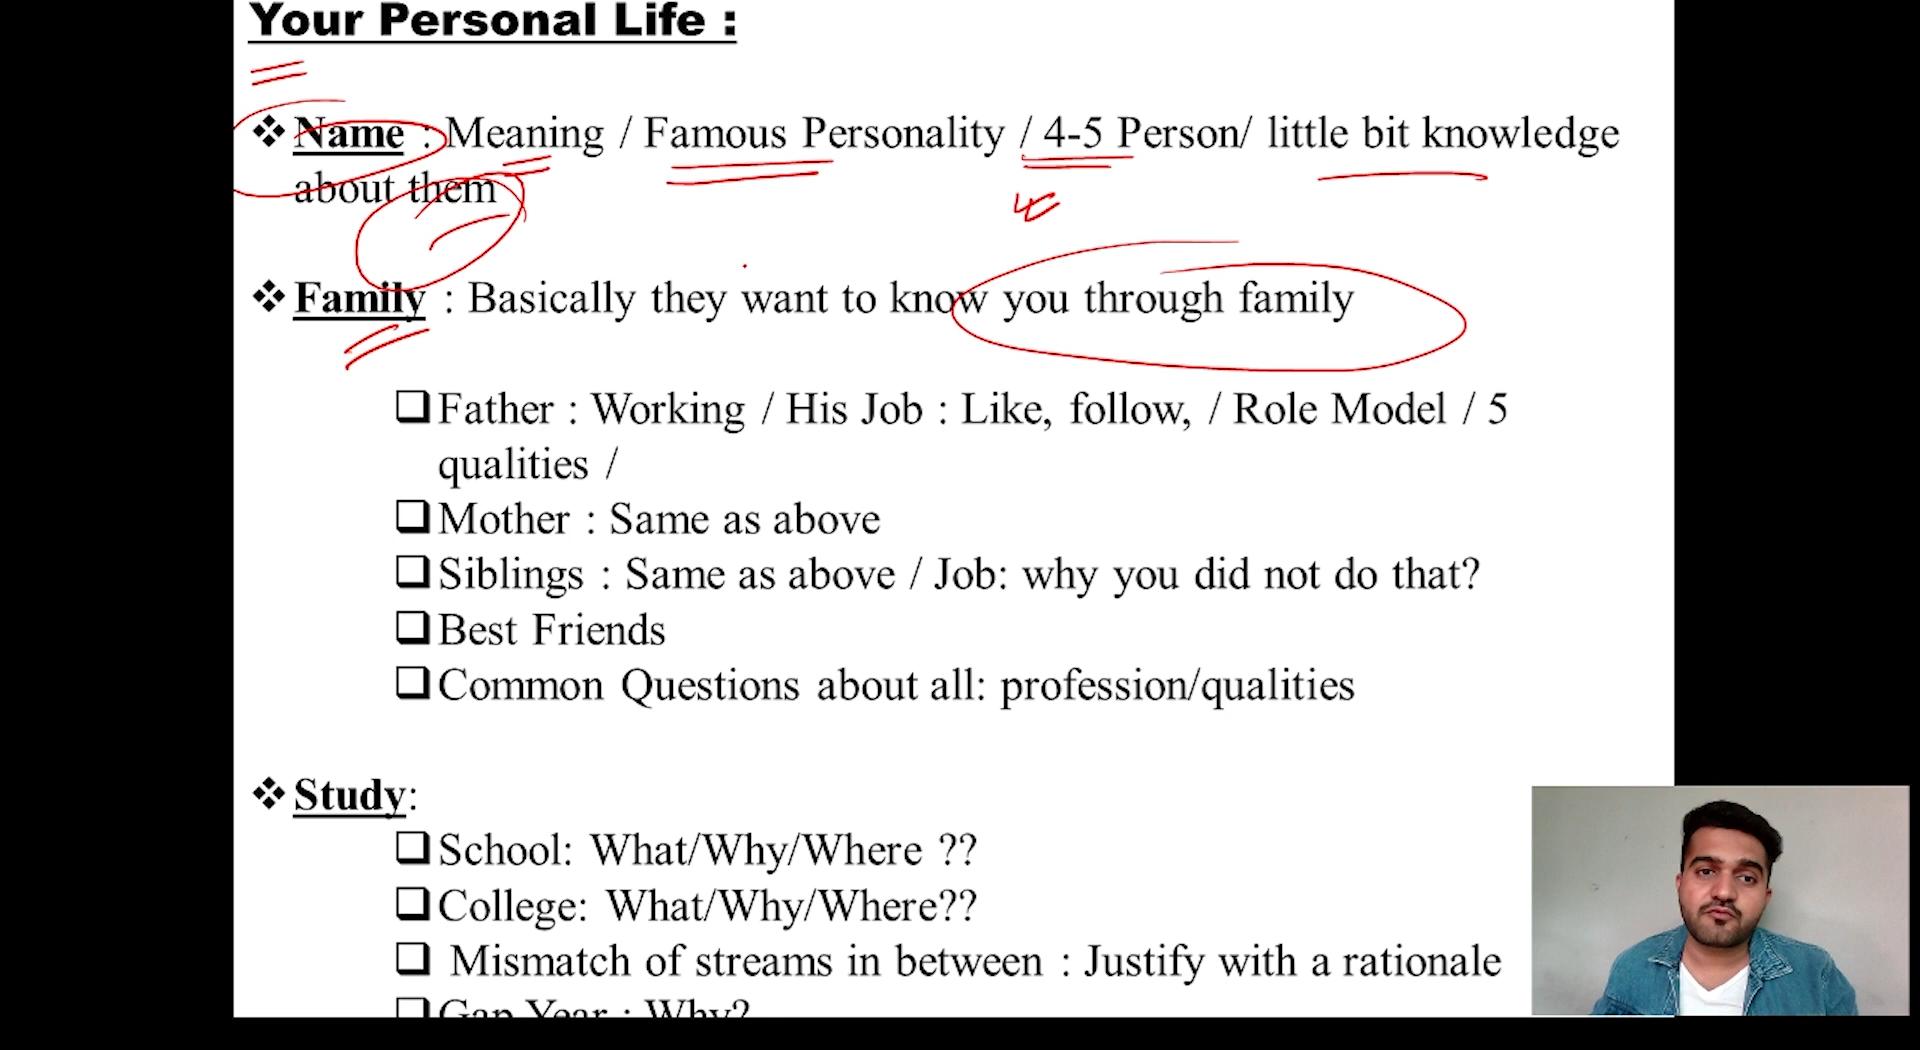 Your Personal Life :
❖ Name : Meaning / Famous Personality / 4-5 Person/ little bit knowledge
about them
❖ Family : Basically they want to know you through family
❑ Father : Working / His Job : Like, follow, / Role Model / 5
qualities /
❑ Mother : Same as above
❑ Siblings : Same as above / Job: why you did not do that?
❑ Best Friends
❑ Common Questions about all: profession/qualities
❖ Study:
❑ School: What/Why/Where ??
❑ College: What/Why/Where??
❑ Mismatch of streams in between : Justify with a rationale
❑ Gap Year : Why?